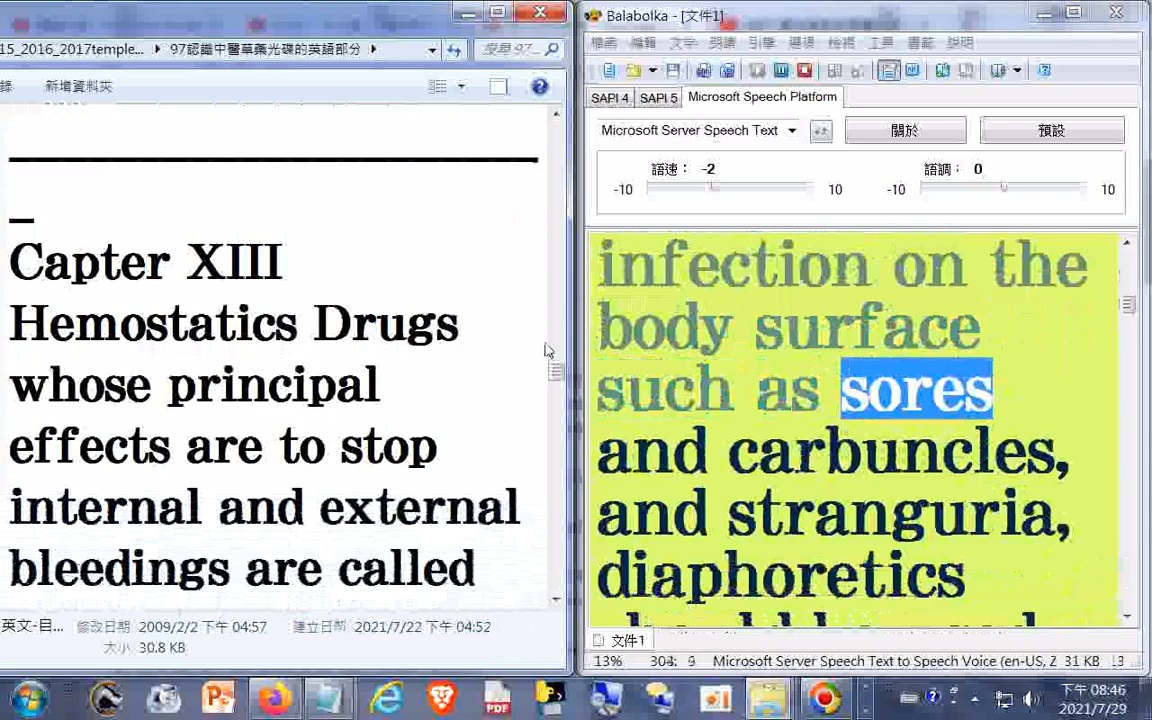 15_2016_2017temple...
97認識中醫草藥光碟的英語部分
搜尋 97...
錄
新增資料夾
Capter XIII
Hemostatics Drugs
whose principal
effects are to stop
internal and external
bleedings are called
英文-自...
修改日期 2009/2/2 下午 04:57
建立日期 2021/7/22 下午 04:52
大小 30.8 KB
Balabolka - [文件1]
檔案 編輯 文字 朗讀 引擎 選項 檢視 工具 書籤 說明
SAPI 4
SAPI 5
Microsoft Speech Platform
Microsoft Server Speech Text
關於
預設
語速: -2
語調: 0
-10
10
-10
10
infection on the
body surface
such as sores
and carbuncles,
and stranguria,
diaphoretics
文件1
13%
304: 9
Microsoft Server Speech Text to Speech Voice (en-US, Z
31 KB
PDF
下午 08:46
2021/7/29